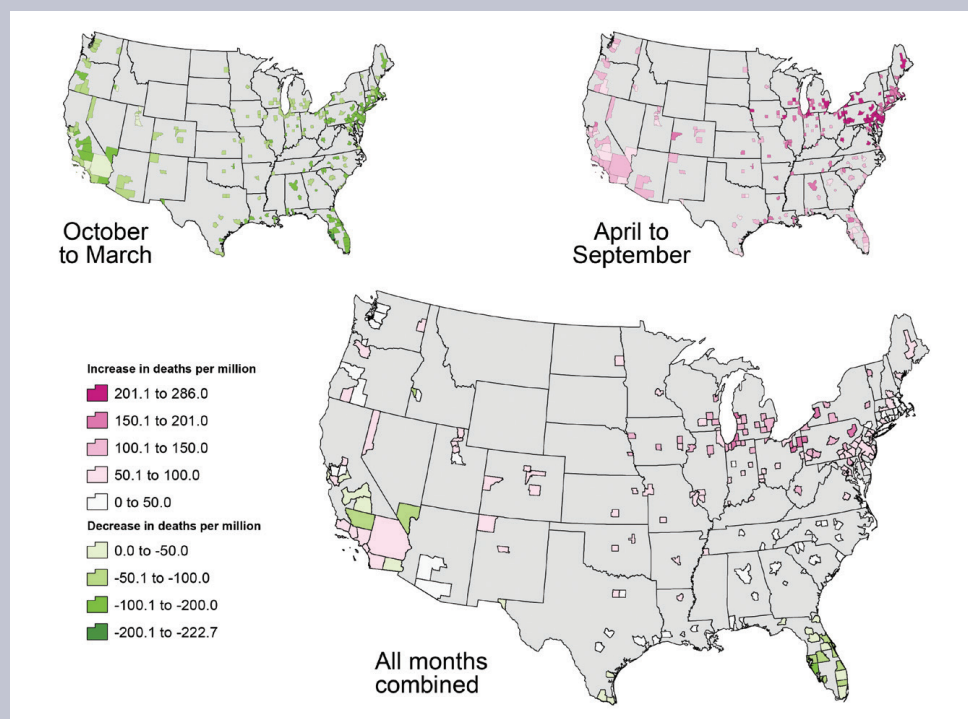 October
to March
April to
September
Increase in deaths per million
201.1 to 286.0
150.1 to 201.0
100.1 to 150.0
50.1 to 100.0
0 to 50.0
Decrease in deaths per million
0.0 to -50.0
-50.1 to -100.0
-100.1 to -200.0
-200.1 to -222.7
All months
combined